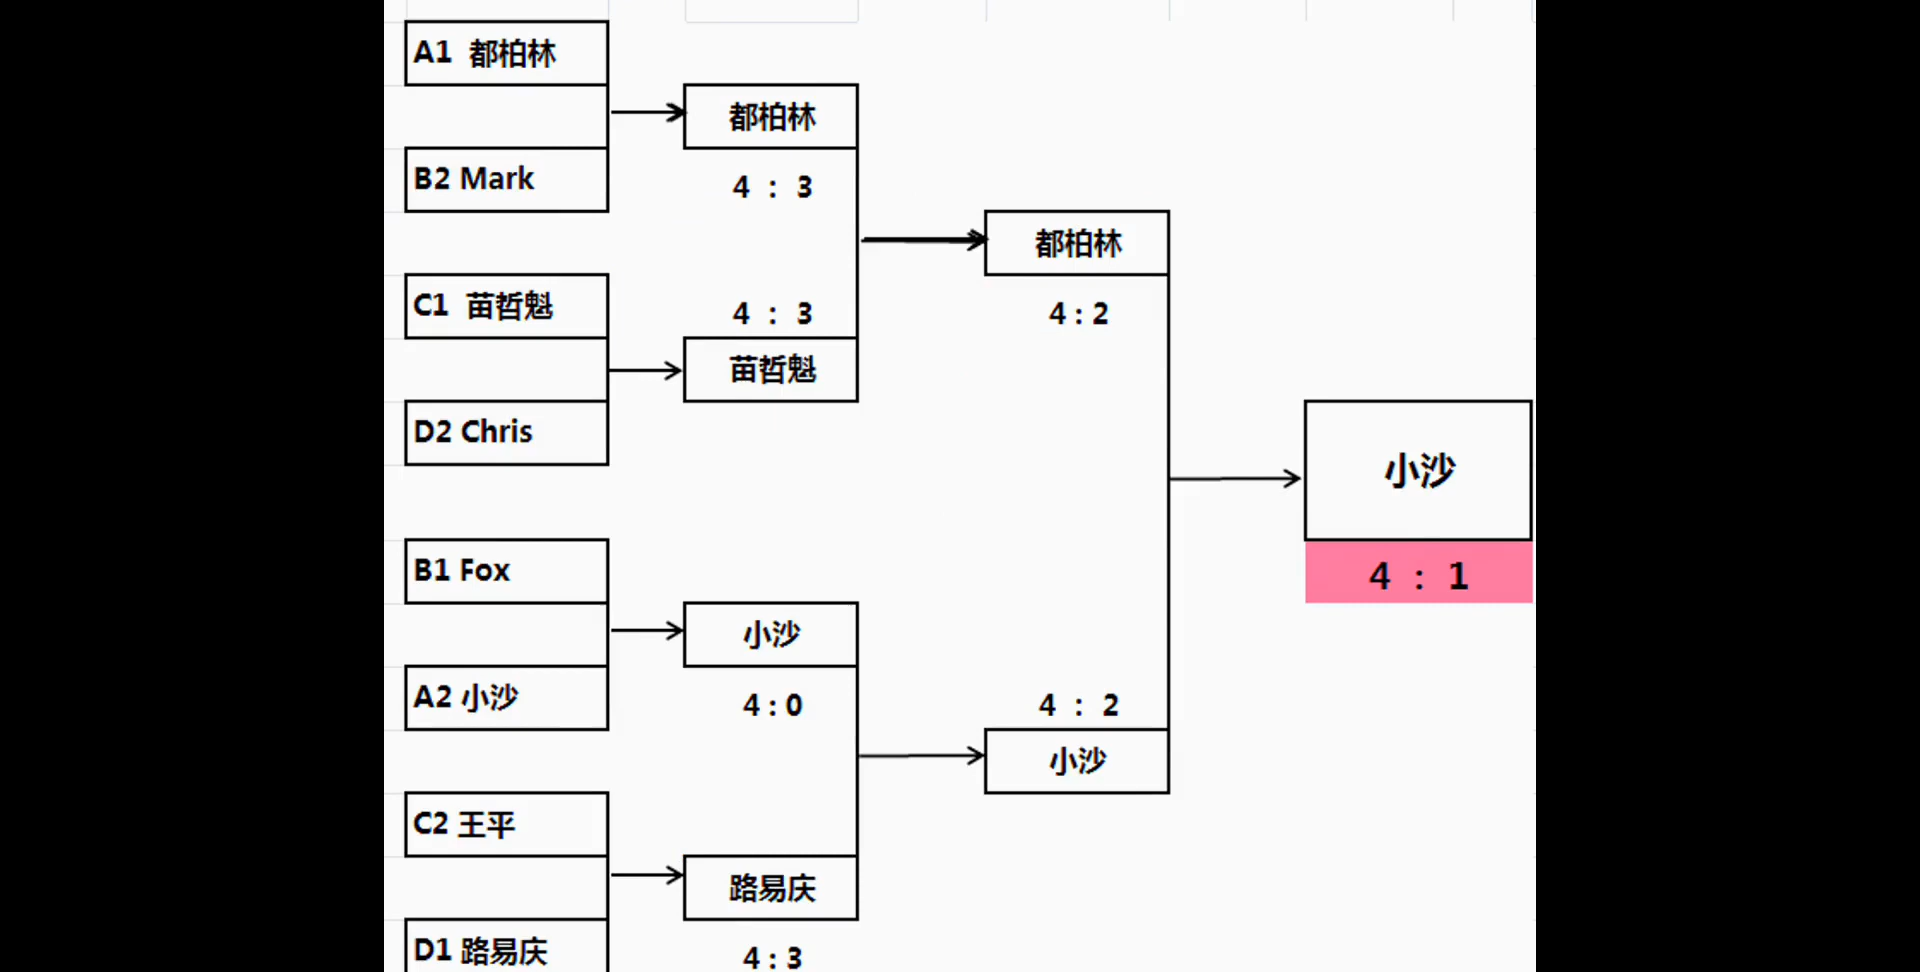 A1 都柏林
都柏林
B2 Mark
4 : 3
都柏林
C1 苗哲魁
4 : 3
4 : 2
苗哲魁
D2 Chris
小沙
B1 Fox
4 : 1
小沙
A2 小沙
4 : 0
4 : 2
小沙
C2 王平
路易庆
D1 路易庆
4 : 3